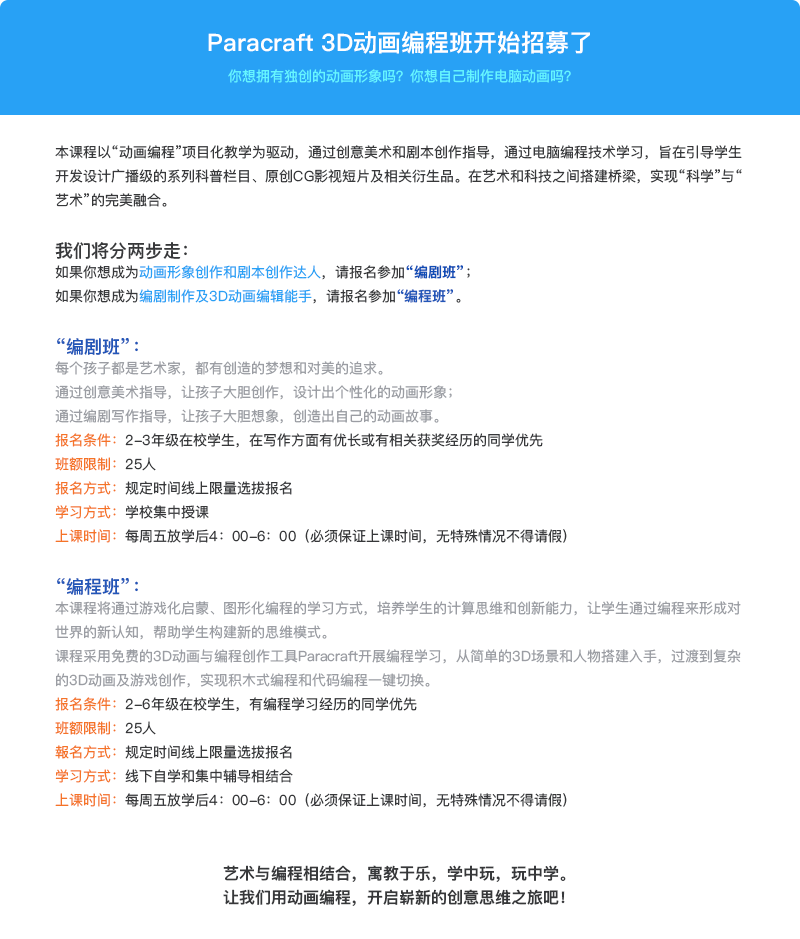 Paracraft 3D动画编程班开始招募了
你想拥有独创的动画形象吗？你想自己制作电脑动画吗？
本课程以“动画编程”项目化教学为驱动，通过创意美术和剧本创作指导，通过电脑编程技术学习，旨在引导学生
开发设计广播级的系列科普栏目、原创CG影视短片及相关衍生品。在艺术和科技之间搭建桥梁，实现“科学”与“
艺术”的完美融合。
我们将分两步走：
如果你想成为动画形象创作和剧本创作达人，请报名参加“编剧班”；
如果你想成为编剧制作及3D动画编辑能手，请报名参加“编程班”。
“编剧班”：
每个孩子都是艺术家，都有创造的梦想和对美的追求。
通过创意美术指导，让孩子大胆创作，设计出个性化的动画形象；
通过编剧写作指导，让孩子大胆想象，创造出自己的动画故事。
报名条件：2-3年级在校学生，在写作方面有优长或有相关获奖经历的同学优先
班额限制：25人
报名方式：规定时间线上限量选拔报名
学习方式：学校集中授课
上课时间：每周五放学后4：00-6：00（必须保证上课时间，无特殊情况不得请假）
“编程班”：
本课程将通过游戏化启蒙、图形化编程的学习方式，培养学生的计算思维和创新能力，让学生通过编程来形成对
世界的新认知，帮助学生构建新的思维模式。
课程采用免费的3D动画与编程创作工具Paracraft开展编程学习，从简单的3D场景和人物搭建入手，过渡到复杂
的3D动画及游戏创作，实现积木式编程和代码编程一键切换。
报名条件：2-6年级在校学生，有编程学习经历的同学优先
班额限制：25人
報名方式：规定时间线上限量选拔报名
学习方式：线下自学和集中辅导相结合
上课时间：每周五放学后4：00-6：00（必须保证上课时间，无特殊情况不得请假）
艺术与编程相结合，寓教于乐，学中玩，玩中学。
让我们用动画编程，开启崭新的创意思维之旅吧！